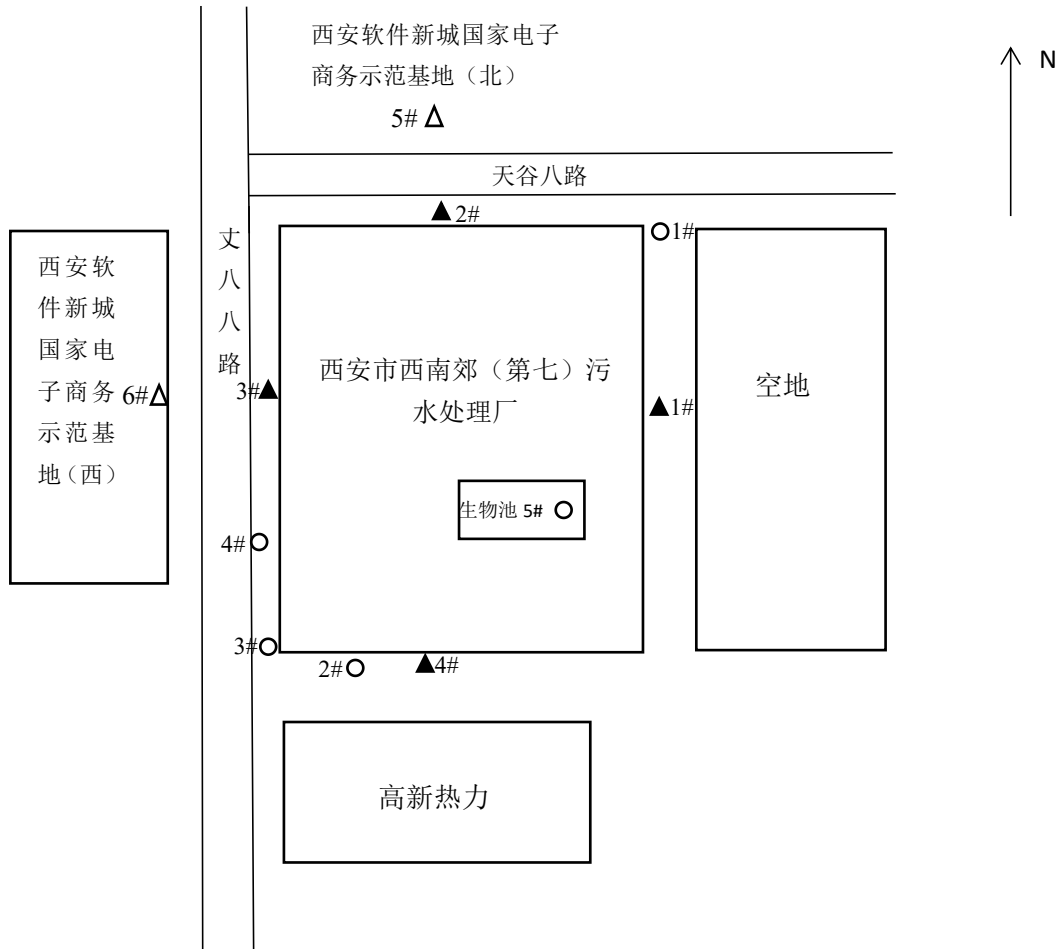 西安软件新城国家电子
商务示范基地（北）
N
5#
天谷八路
2#
1#
丈
八
八
路
西安软
件新城
国家电
子商务
示范基
地（西）
6#
3#
西安市西南郊（第七）污
水处理厂
1#
空地
生物池 5#
4#
3#
2#
4#
高新热力